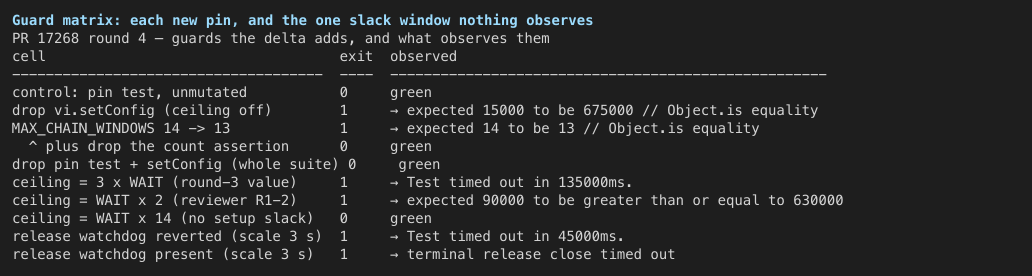 Guard matrix: each new pin, and the one slack window nothing observes
PR 17268 round 4 — guards the delta adds, and what observes them
cell exit observed
------------------------------------ ---- ---------------------------------------------------
control: pin test, unmutated 0 green
drop vi.setConfig (ceiling off) 1 → expected 15000 to be 675000 // Object.is equality
MAX_CHAIN_WINDOWS 14 —> 13 1 → expected 14 to be 13 // Object.is equality
^ plus drop the count assertion 0 green
drop pin test + setConfig (whole suite) 0 green
ceiling = 3 x WAIT (round-3 value) 1 → Test timed out in 135000ms.
ceiling = WAIT x 2 (reviewer R1-2) 1 → expected 90000 to be greater than or equal to 630000
ceiling = WAIT x 14 (no setup slack) 0 green
release watchdog reverted (scale 3 s) 1 → Test timed out in 45000ms.
release watchdog present (scale 3 s) 1 → terminal release close timed out